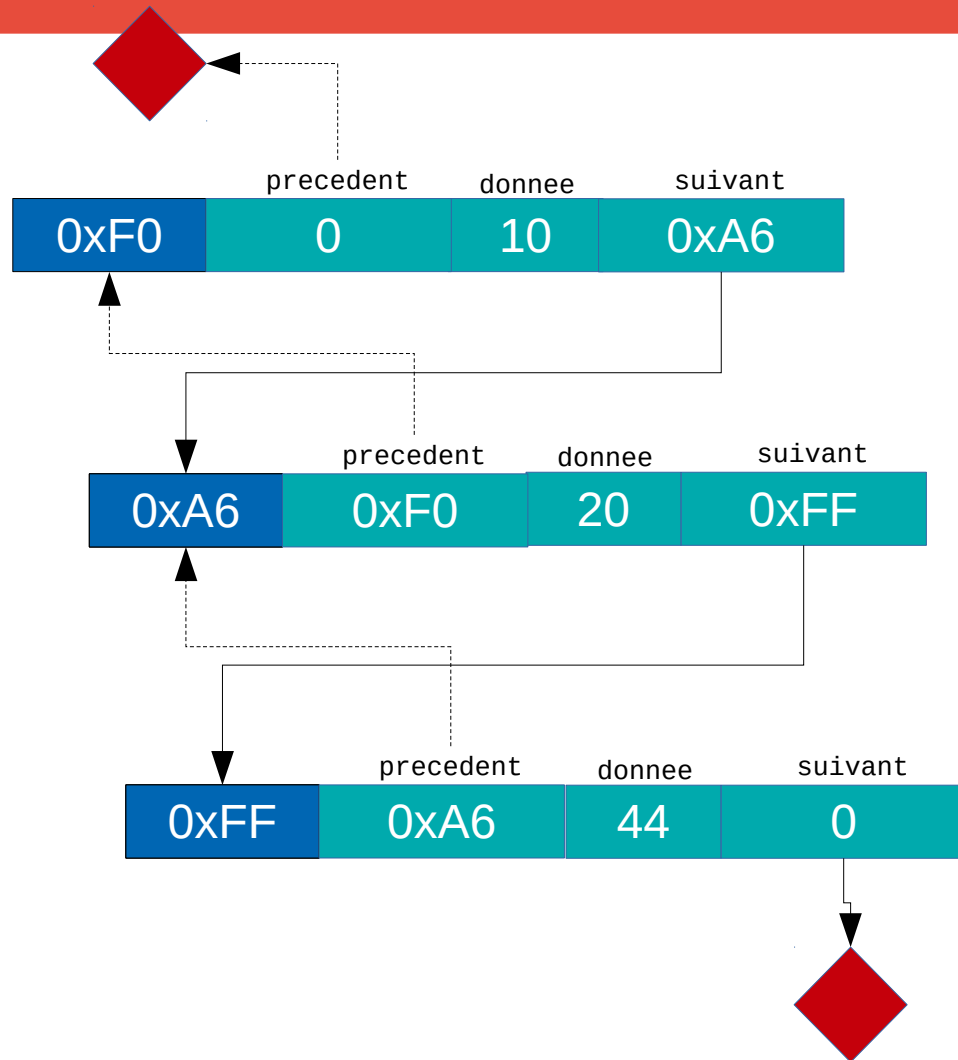 precedent donnee suivant
0xF0 0 10 0xA6
precedent donnee suivant
0xA6 0xF0 20 0xFF
precedent donnee suivant
0xFF 0xA6 44 0